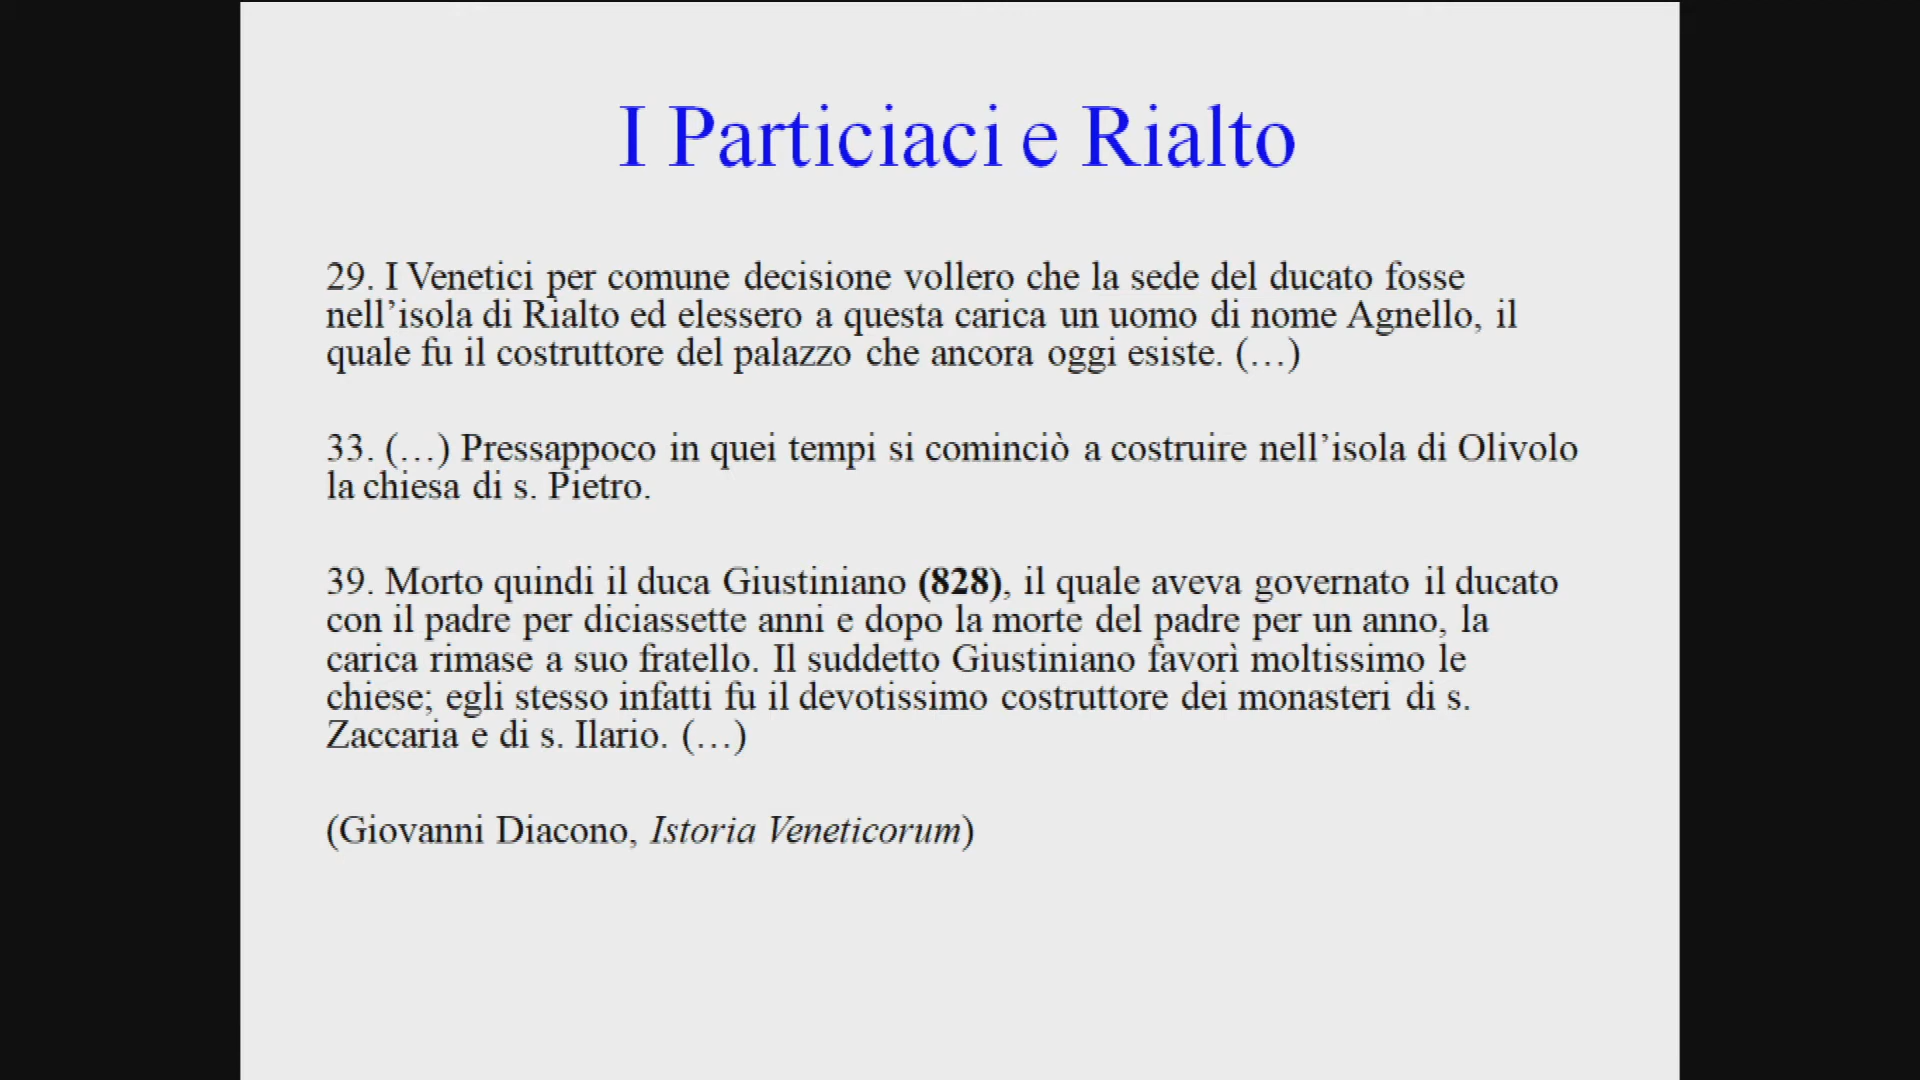 I Particiaci e Rialto
29. I Venetici per comune decisione vollero che la sede del ducato fosse
nell’isola di Rialto ed elessero a questa carica un uomo di nome Agnello, il
quale fu il costruttore del palazzo che ancora oggi esiste. (…)
33. (…) Pressappoco in quei tempi si cominciò a costruire nell’isola di Olivolo
la chiesa di s. Pietro.
39. Morto quindi il duca Giustiniano (828), il quale aveva governato il ducato
con il padre per diciassette anni e dopo la morte del padre per un anno, la
carica rimase a suo fratello. Il suddetto Giustiniano favorì moltissimo le
chiese; egli stesso infatti fu il devotissimo costruttore dei monasteri di s.
Zaccaria e di s. Ilario. (…)
(Giovanni Diacono, Istoria Veneticorum)